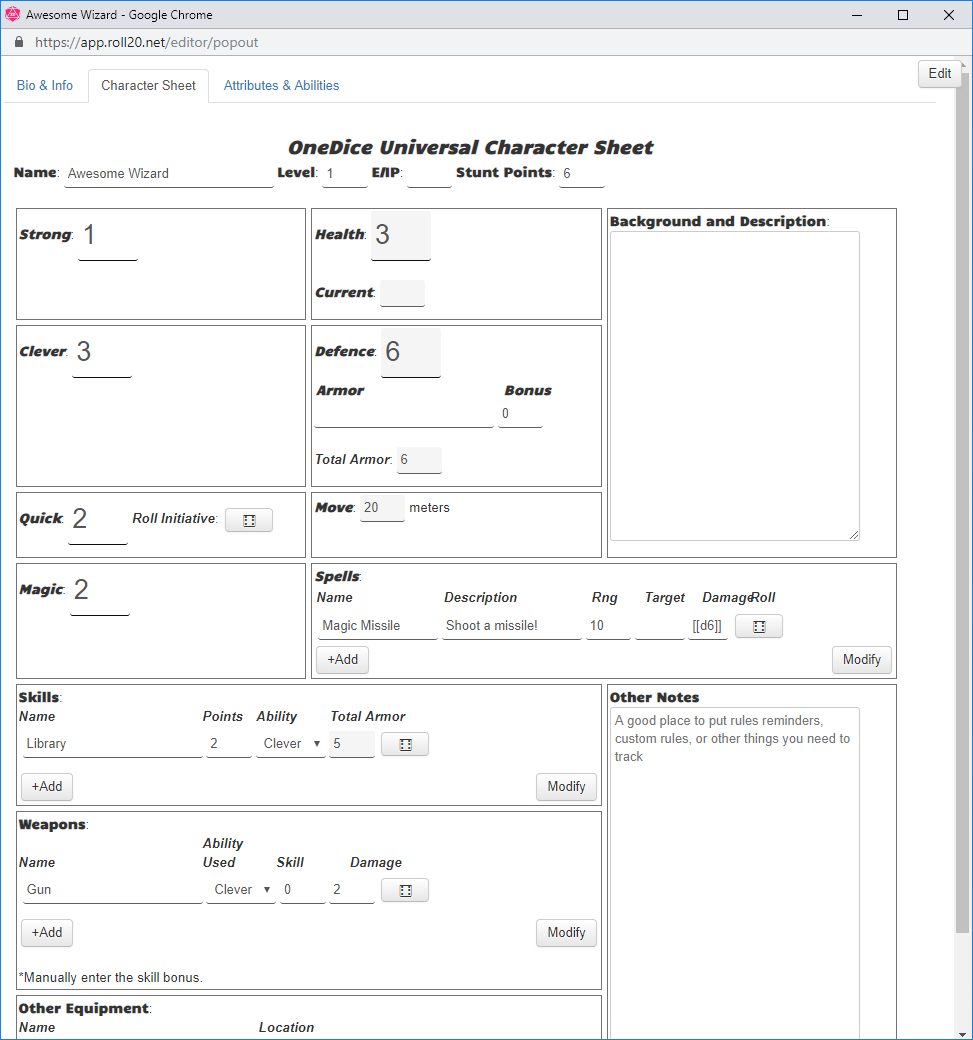 Awesome Wizard - Google Chrome
https://app.roll20.net/editor/popout
Bio & Info Character Sheet Attributes & Abilities Edit
OneDice Universal Character Sheet
Name: Awesome Wizard Level: 1 E/IP: Stunt Points: 6
Strong: 1
Health: 3
Current:
Background and Description:
Clever: 3
Defence: 6
Armor Bonus
0
Total Armor: 6
Quick: 2 Roll Initiative:
Move: 20 meters
Magic: 2
Spells:
Name Description Rng Target Damage Roll
Magic Missile Shoot a missile! 10 [[d6]]
+Add Modify
Skills:
Name Points Ability Total Armor
Library 2 Clever 5
+Add Modify
Other Notes
A good place to put rules reminders,
custom rules, or other things you need to
track
Weapons:
Name Ability Used Skill Damage
Gun Clever 0 2
+Add Modify
*Manually enter the skill bonus.
Other Equipment:
Name Location